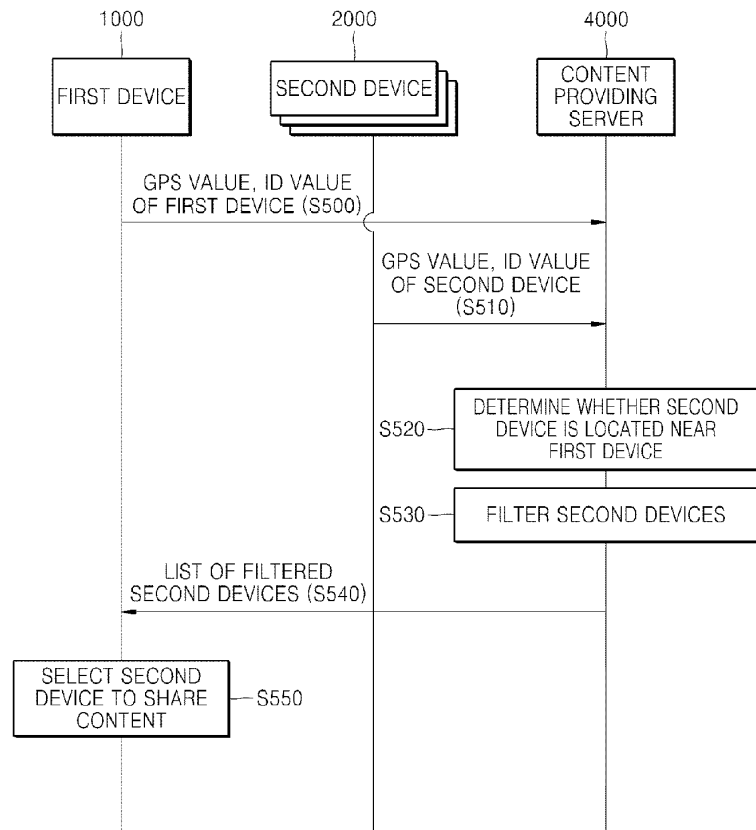 1000
2000
4000
FIRST DEVICE
SECOND DEVICE
CONTENT
PROVIDING
SERVER
GPS VALUE, ID VALUE
OF FIRST DEVICE (S500)
GPS VALUE, ID VALUE
OF SECOND DEVICE
(S510)
S520
DETERMINE WHETHER SECOND
DEVICE IS LOCATED NEAR
FIRST DEVICE
S530
FILTER SECOND DEVICES
LIST OF FILTERED
SECOND DEVICES (S540)
SELECT SECOND
DEVICE TO SHARE
CONTENT
S550